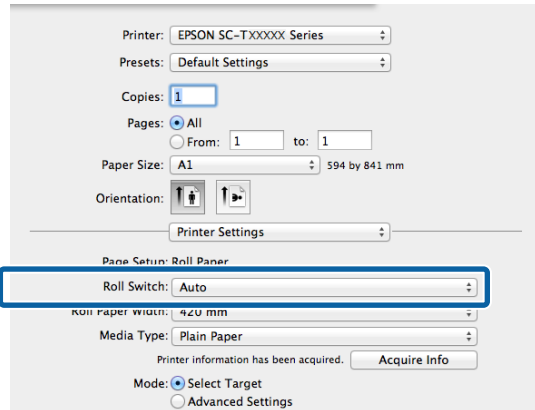 Printer: EPSON SC-TXXXXX Series
Presets: Default Settings
Copies: 1
Pages: All
From: 1 to: 1
Paper Size: A1 594 by 841 mm
Orientation:
Printer Settings
Page Setup: Roll Paper
Roll Switch: Auto
Roll Paper Width: 420 mm
Media Type: Plain Paper
Printer information has been acquired. Acquire Info
Mode: Select Target
Advanced Settings